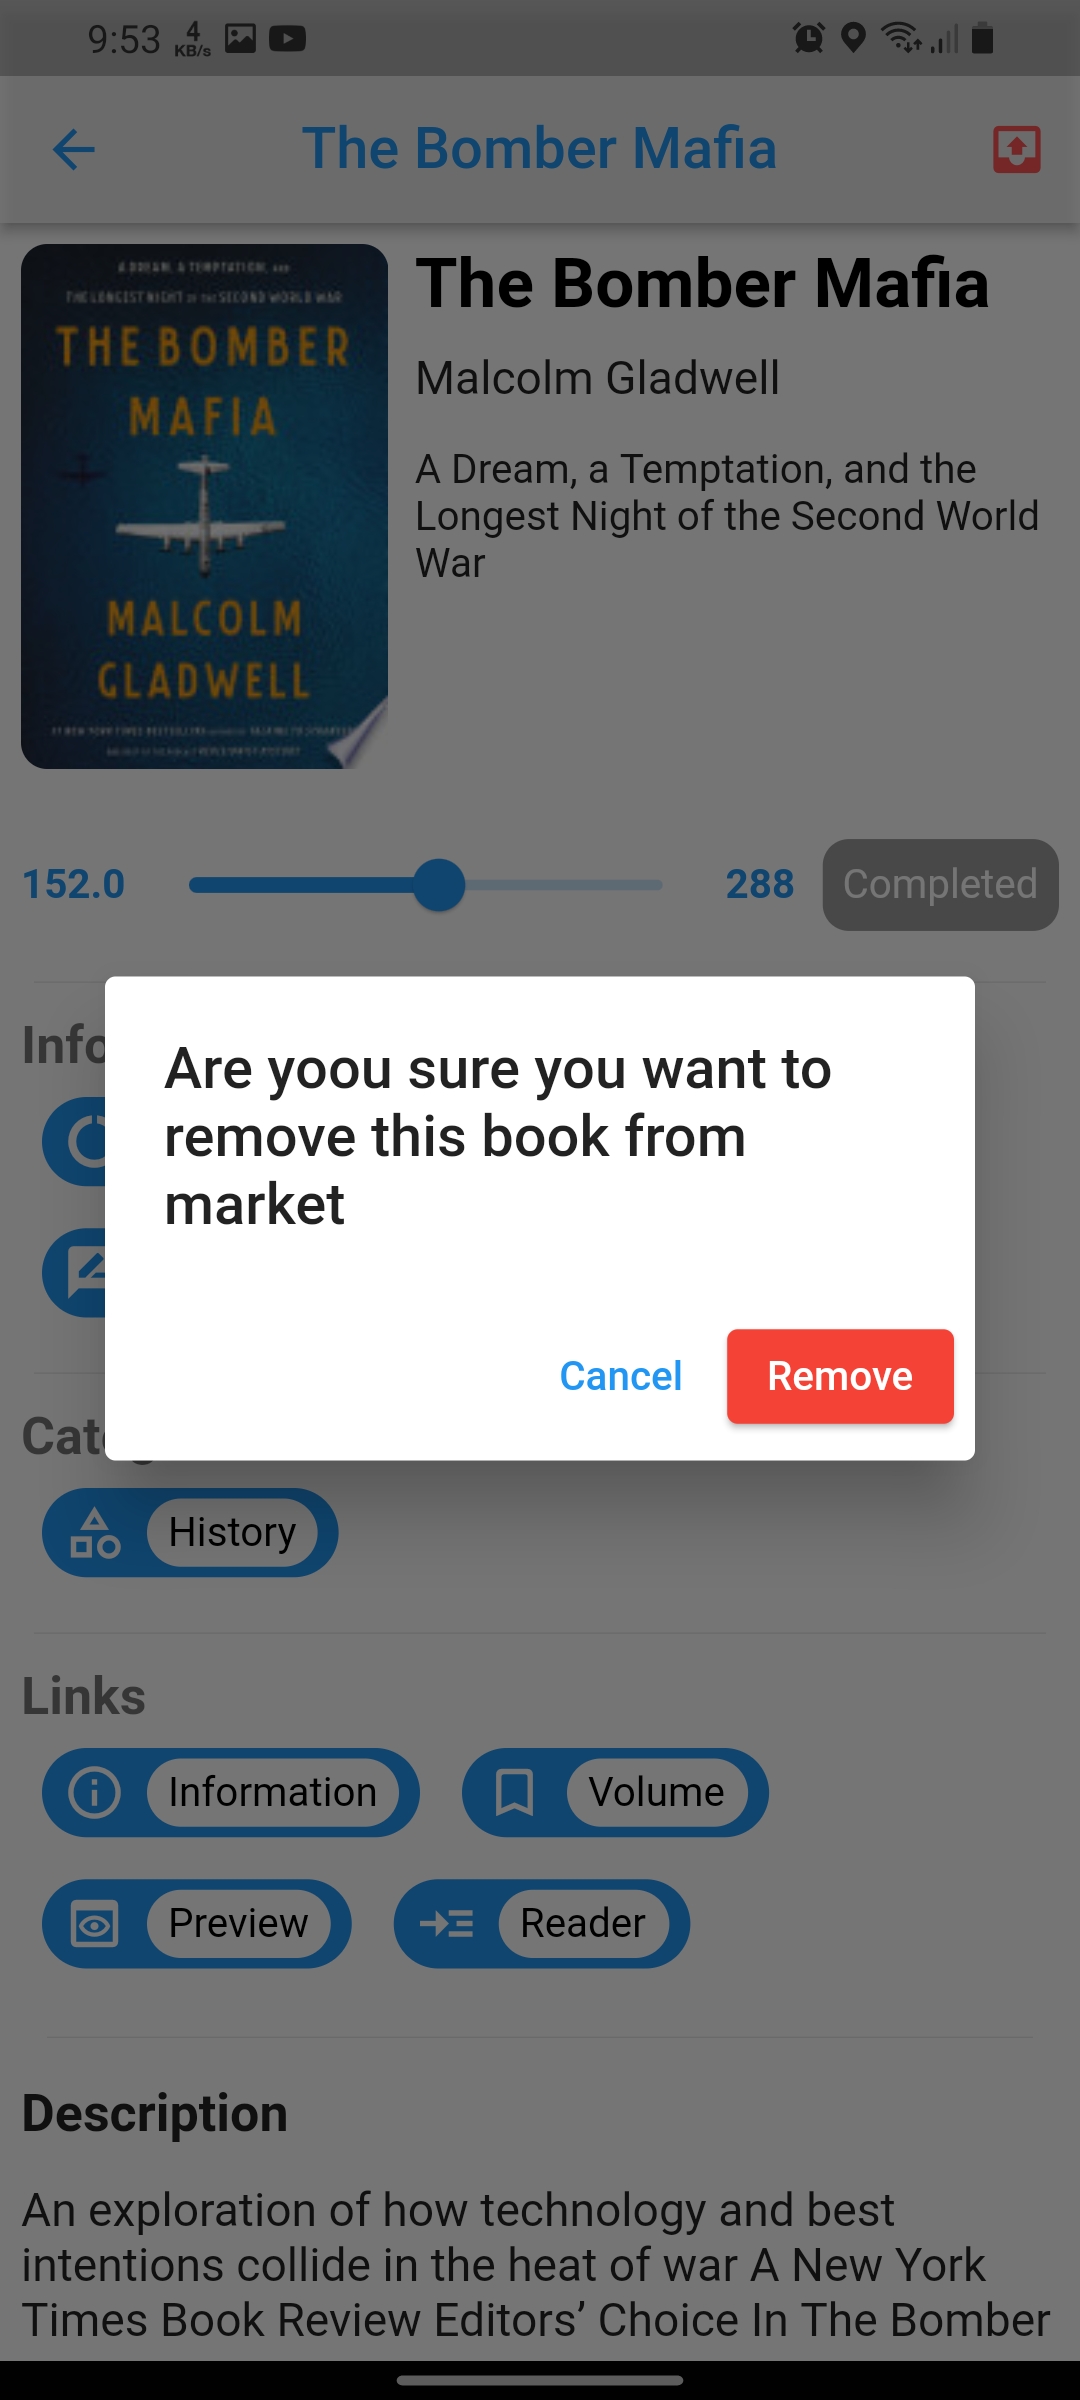 9:53
4
KB/s
The Bomber Mafia
A DREAM, A TEMPTATION, AND
THE LONGEST NIGHT OF THE SECOND WORLD WAR
THE BOMBER
MAFIA
MALCOLM
GLADWELL
The Bomber Mafia
Malcolm Gladwell
A Dream, a Temptation, and the
Longest Night of the Second World
War
152.0
288
Completed
Info
Are yoou sure you want to
remove this book from
market
Cancel
Remove
Cat
History
Links
Information
Volume
Preview
Reader
Description
An exploration of how technology and best
intentions collide in the heat of war A New York
Times Book Review Editors’ Choice In The Bomber